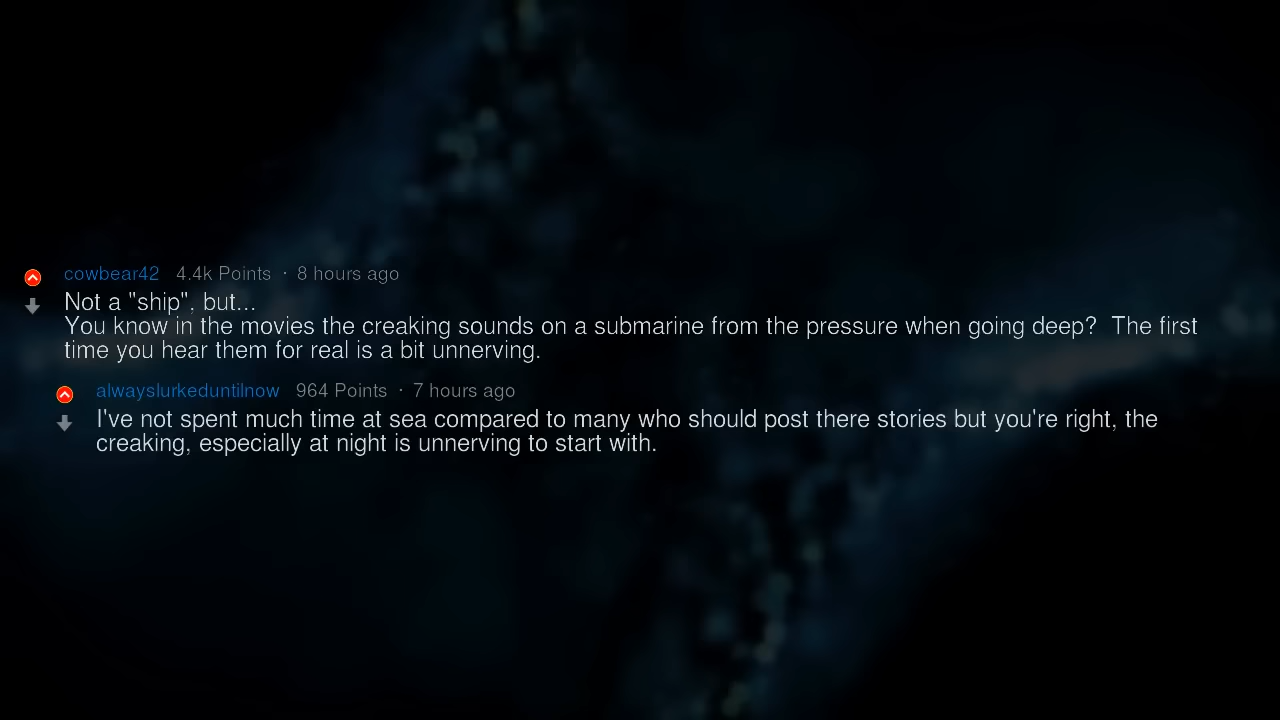 cowbear42 4.4k Points · 8 hours ago
Not a "ship", but...
You know in the movies the creaking sounds on a submarine from the pressure when going deep?  The first
time you hear them for real is a bit unnerving.
alwayslurkeduntilnow 964 Points · 7 hours ago
I've not spent much time at sea compared to many who should post there stories but you're right, the
creaking, especially at night is unnerving to start with.